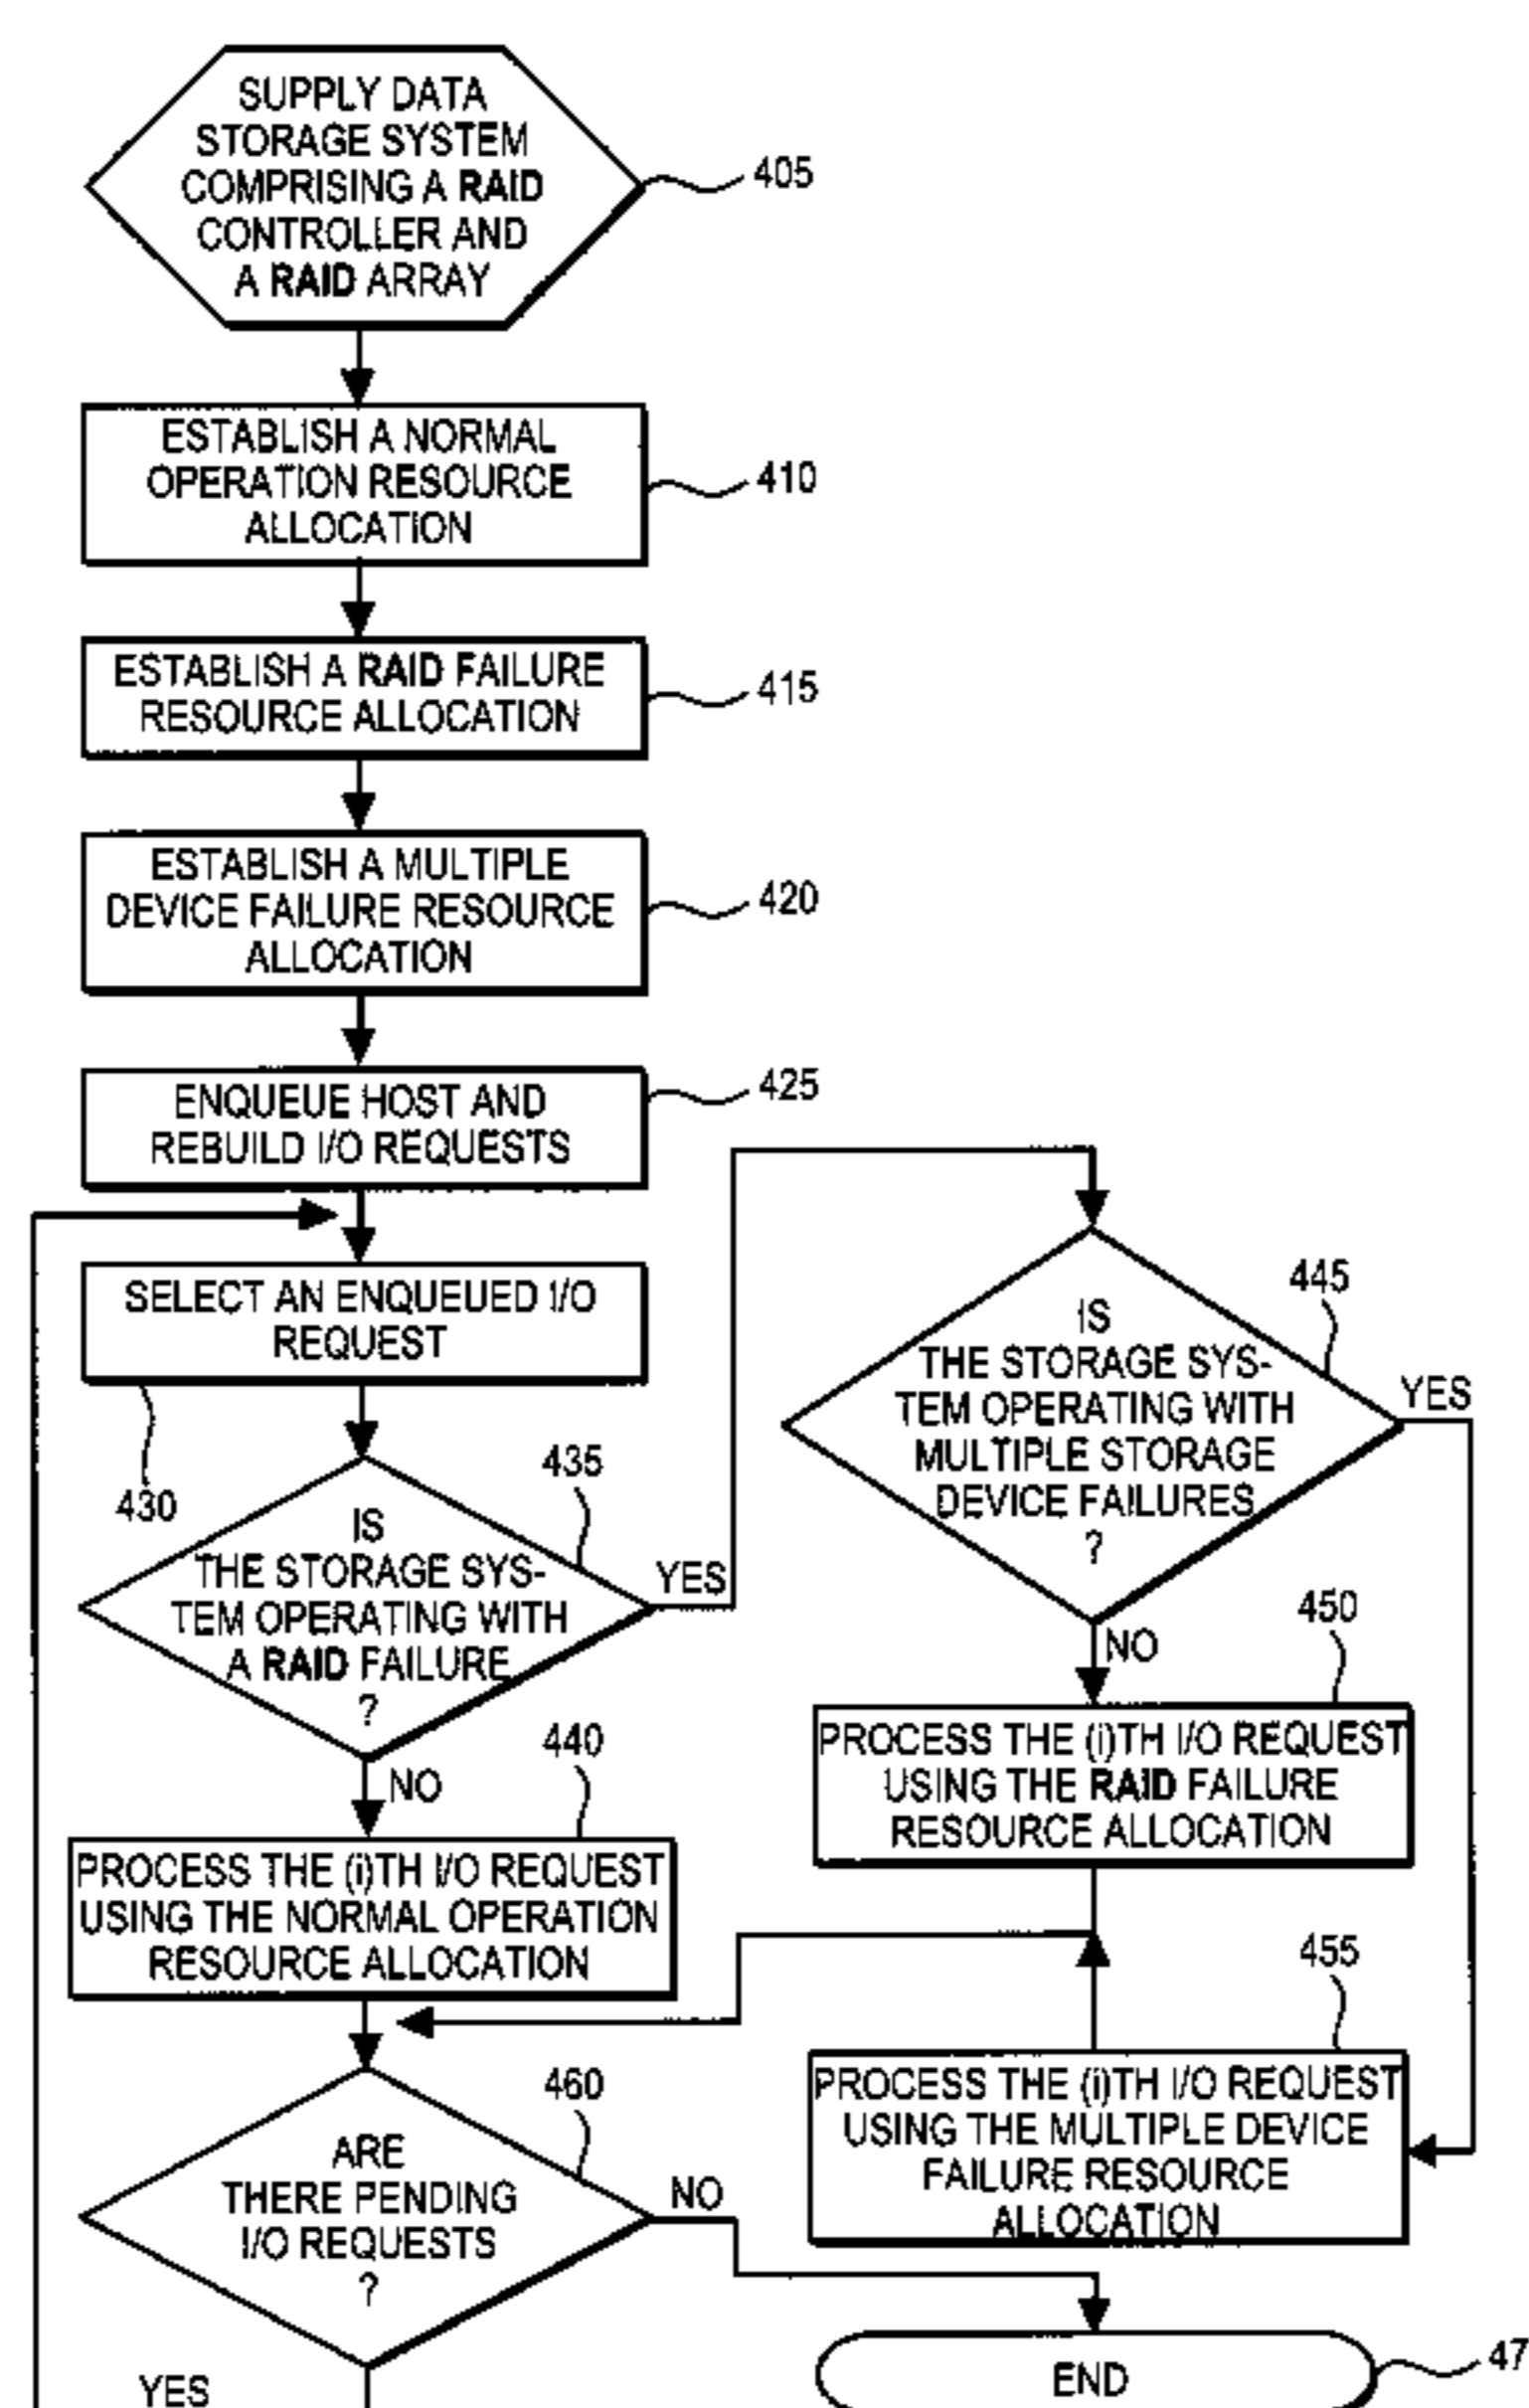 SUPPLY DATA
STORAGE SYSTEM
COMPRISING A RAID
CONTROLLER AND
A RAID ARRAY
405
ESTABLISH A NORMAL
OPERATION RESOURCE
ALLOCATION
410
ESTABLISH A RAID FAILURE
RESOURCE ALLOCATION
415
ESTABLISH A MULTIPLE
DEVICE FAILURE RESOURCE
ALLOCATION
420
ENQUEUE HOST AND
REBUILD I/O REQUESTS
425
SELECT AN ENQUEUED I/O
REQUEST
430
435
IS
THE STORAGE SYS-
TEM OPERATING WITH
A RAID FAILURE
?
YES
NO
445
IS
THE STORAGE SYS-
TEM OPERATING WITH
MULTIPLE STORAGE
DEVICE FAILURES
?
YES
NO
440
PROCESS THE (i)TH I/O REQUEST
USING THE NORMAL OPERATION
RESOURCE ALLOCATION
450
PROCESS THE (i)TH I/O REQUEST
USING THE RAID FAILURE
RESOURCE ALLOCATION
455
PROCESS THE (i)TH I/O REQUEST
USING THE MULTIPLE DEVICE
FAILURE RESOURCE
ALLOCATION
460
ARE
THERE PENDING
I/O REQUESTS
?
NO
YES
END
47